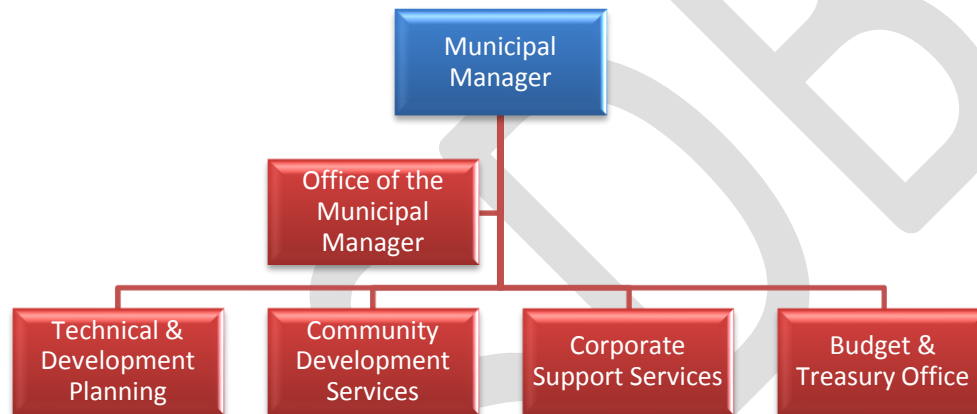 Municipal
Manager
Office of the
Municipal
Manager
Technical &
Development
Planning
Community
Development
Services
Corporate
Support Services
Budget &
Treasury Office